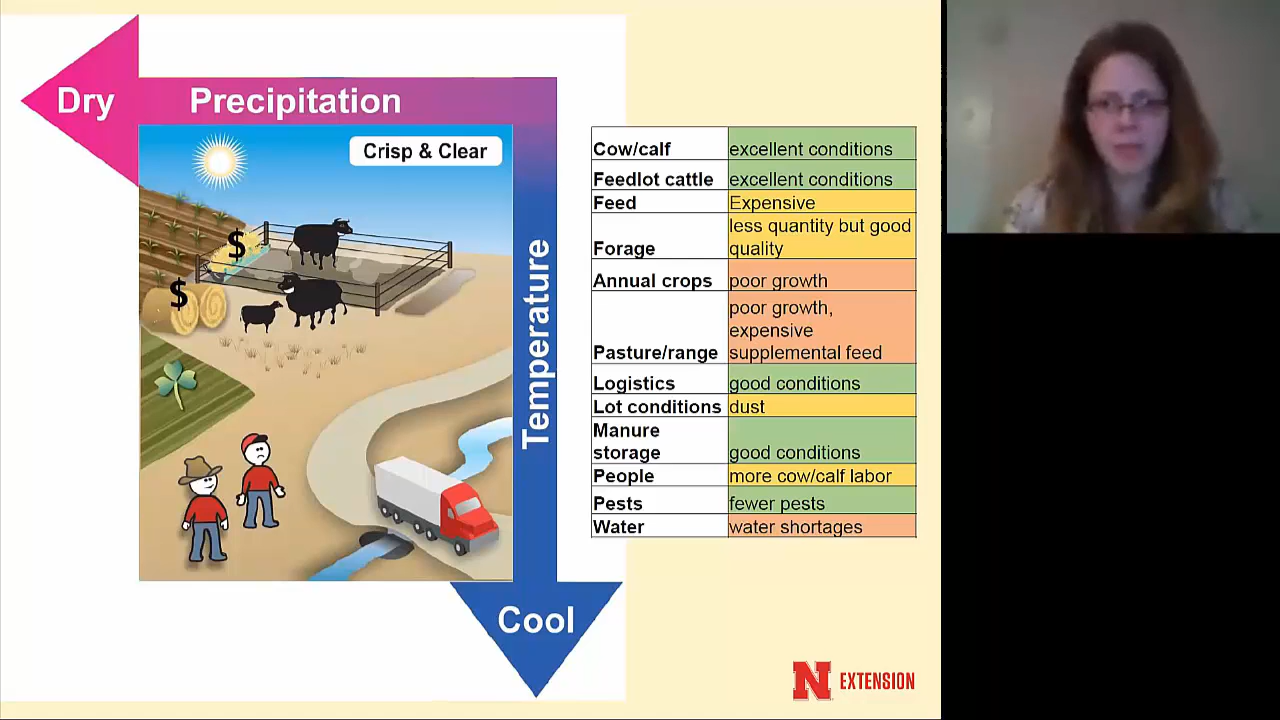 Dry
Precipitation
Crisp & Clear
$
$
Temperature
Cool
Cow/calf excellent conditions
Feedlot cattle excellent conditions
Feed Expensive
Forage less quantity but good
quality
Annual crops poor growth
Pasture/range poor growth,
expensive
supplemental feed
Logistics good conditions
Lot conditions dust
Manure
storage good conditions
People more cow/calf labor
Pests fewer pests
Water water shortages
N EXTENSION